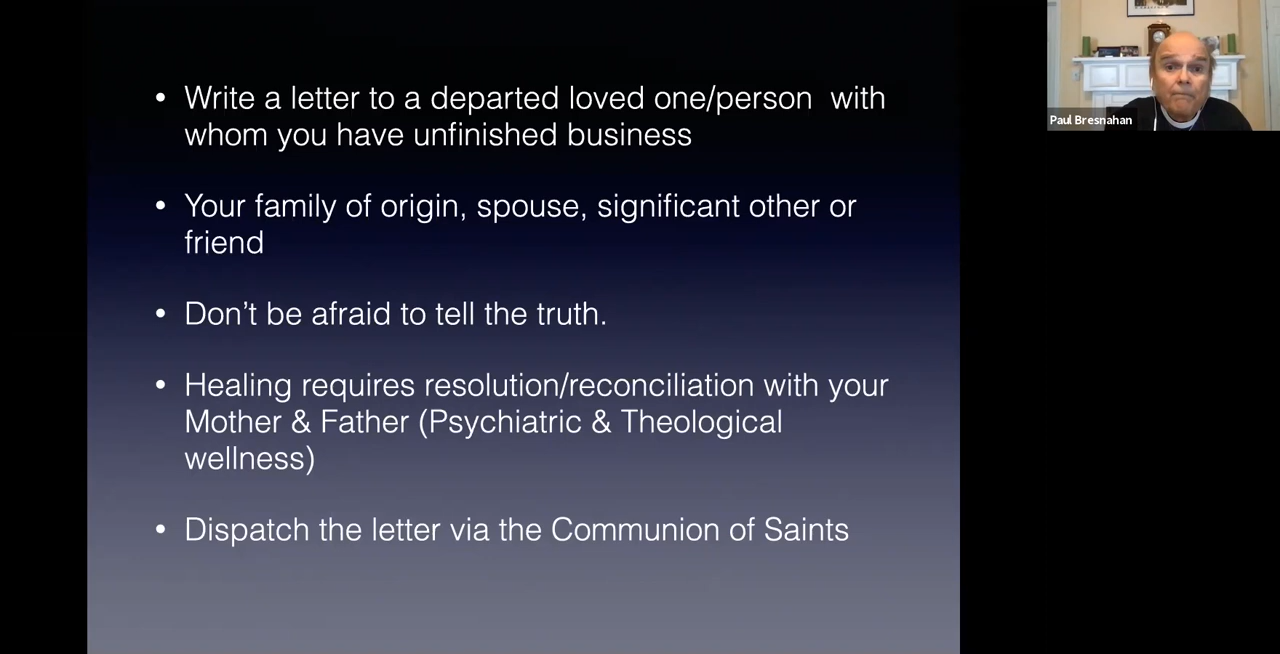 • Write a letter to a departed loved one/person  with
whom you have unfinished business
• Your family of origin, spouse, significant other or
friend
• Don’t be afraid to tell the truth.
• Healing requires resolution/reconciliation with your
Mother & Father (Psychiatric & Theological
wellness)
• Dispatch the letter via the Communion of Saints
Paul Bresnahan